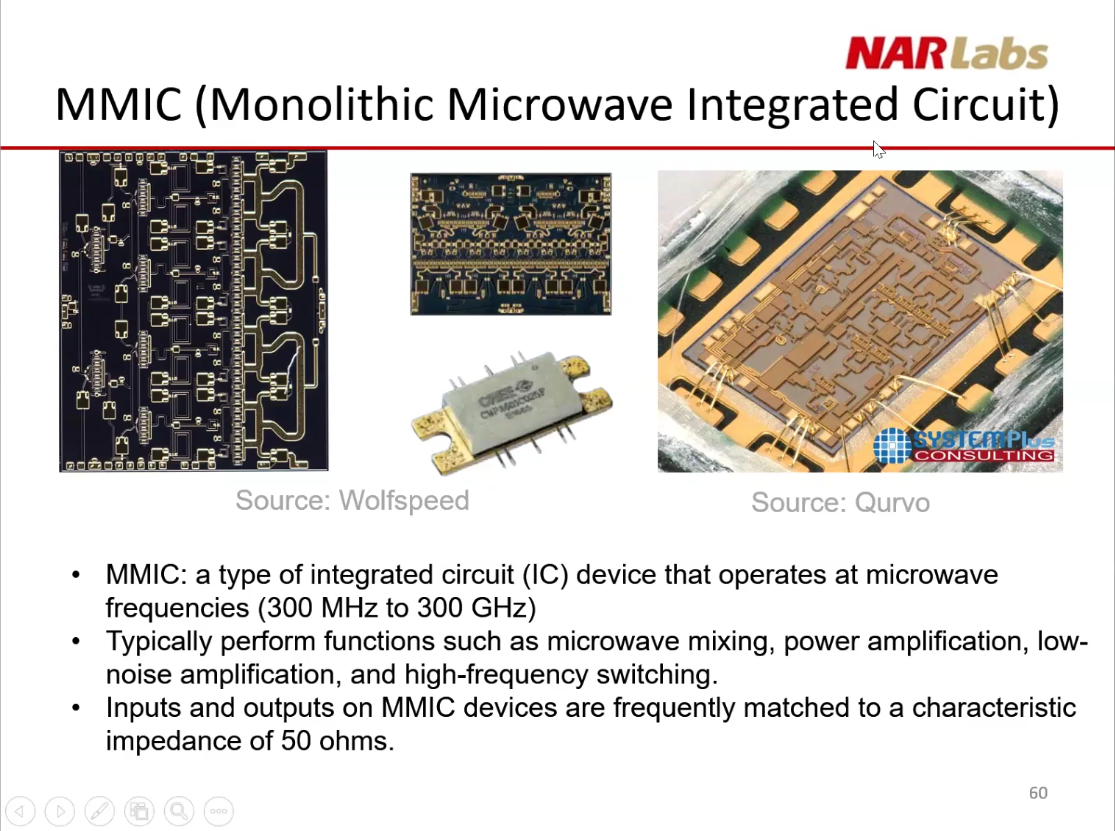 NARLabs
MMIC (Monolithic Microwave Integrated Circuit)
CREE
SYSTEMPlus
CONSULTING
Source: Wolfspeed
Source: Qurvo
• MMIC: a type of integrated circuit (IC) device that operates at microwave
frequencies (300 MHz to 300 GHz)
• Typically perform functions such as microwave mixing, power amplification, low-
noise amplification, and high-frequency switching.
• Inputs and outputs on MMIC devices are frequently matched to a characteristic
impedance of 50 ohms.
60